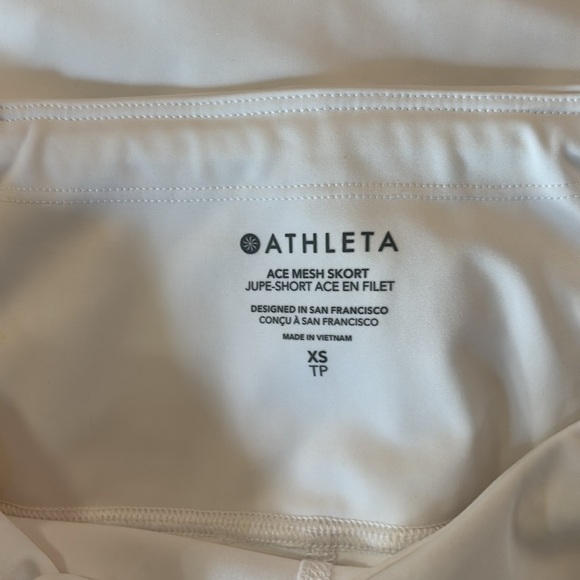 ATHLETA
ACE MESH SKORT
JUPE-SHORT ACE EN FILET
DESIGNED IN SAN FRANCISCO
CONÇU À SAN FRANCISCO
MADE IN VIETNAM
XS
TP